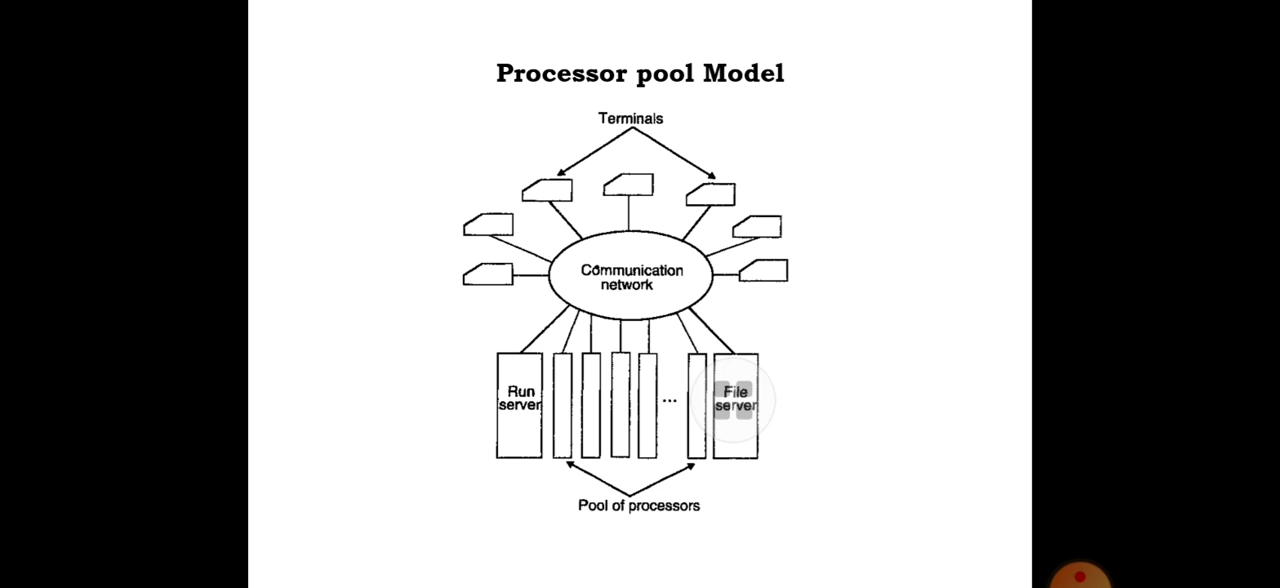 Processor pool Model
Terminals
Communication
network
Run
server
...
File
server
Pool of processors